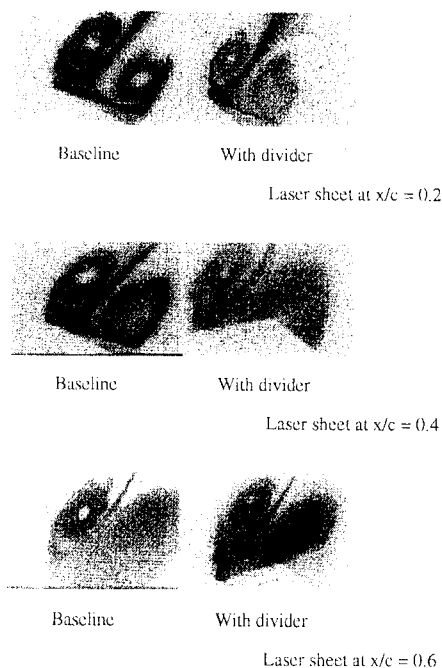 Baseline With divider
Laser sheet at x/c = 0.2
Baseline With divider
Laser sheet at x/c = 0.4
Baseline With divider
Laser sheet at x/c = 0.6